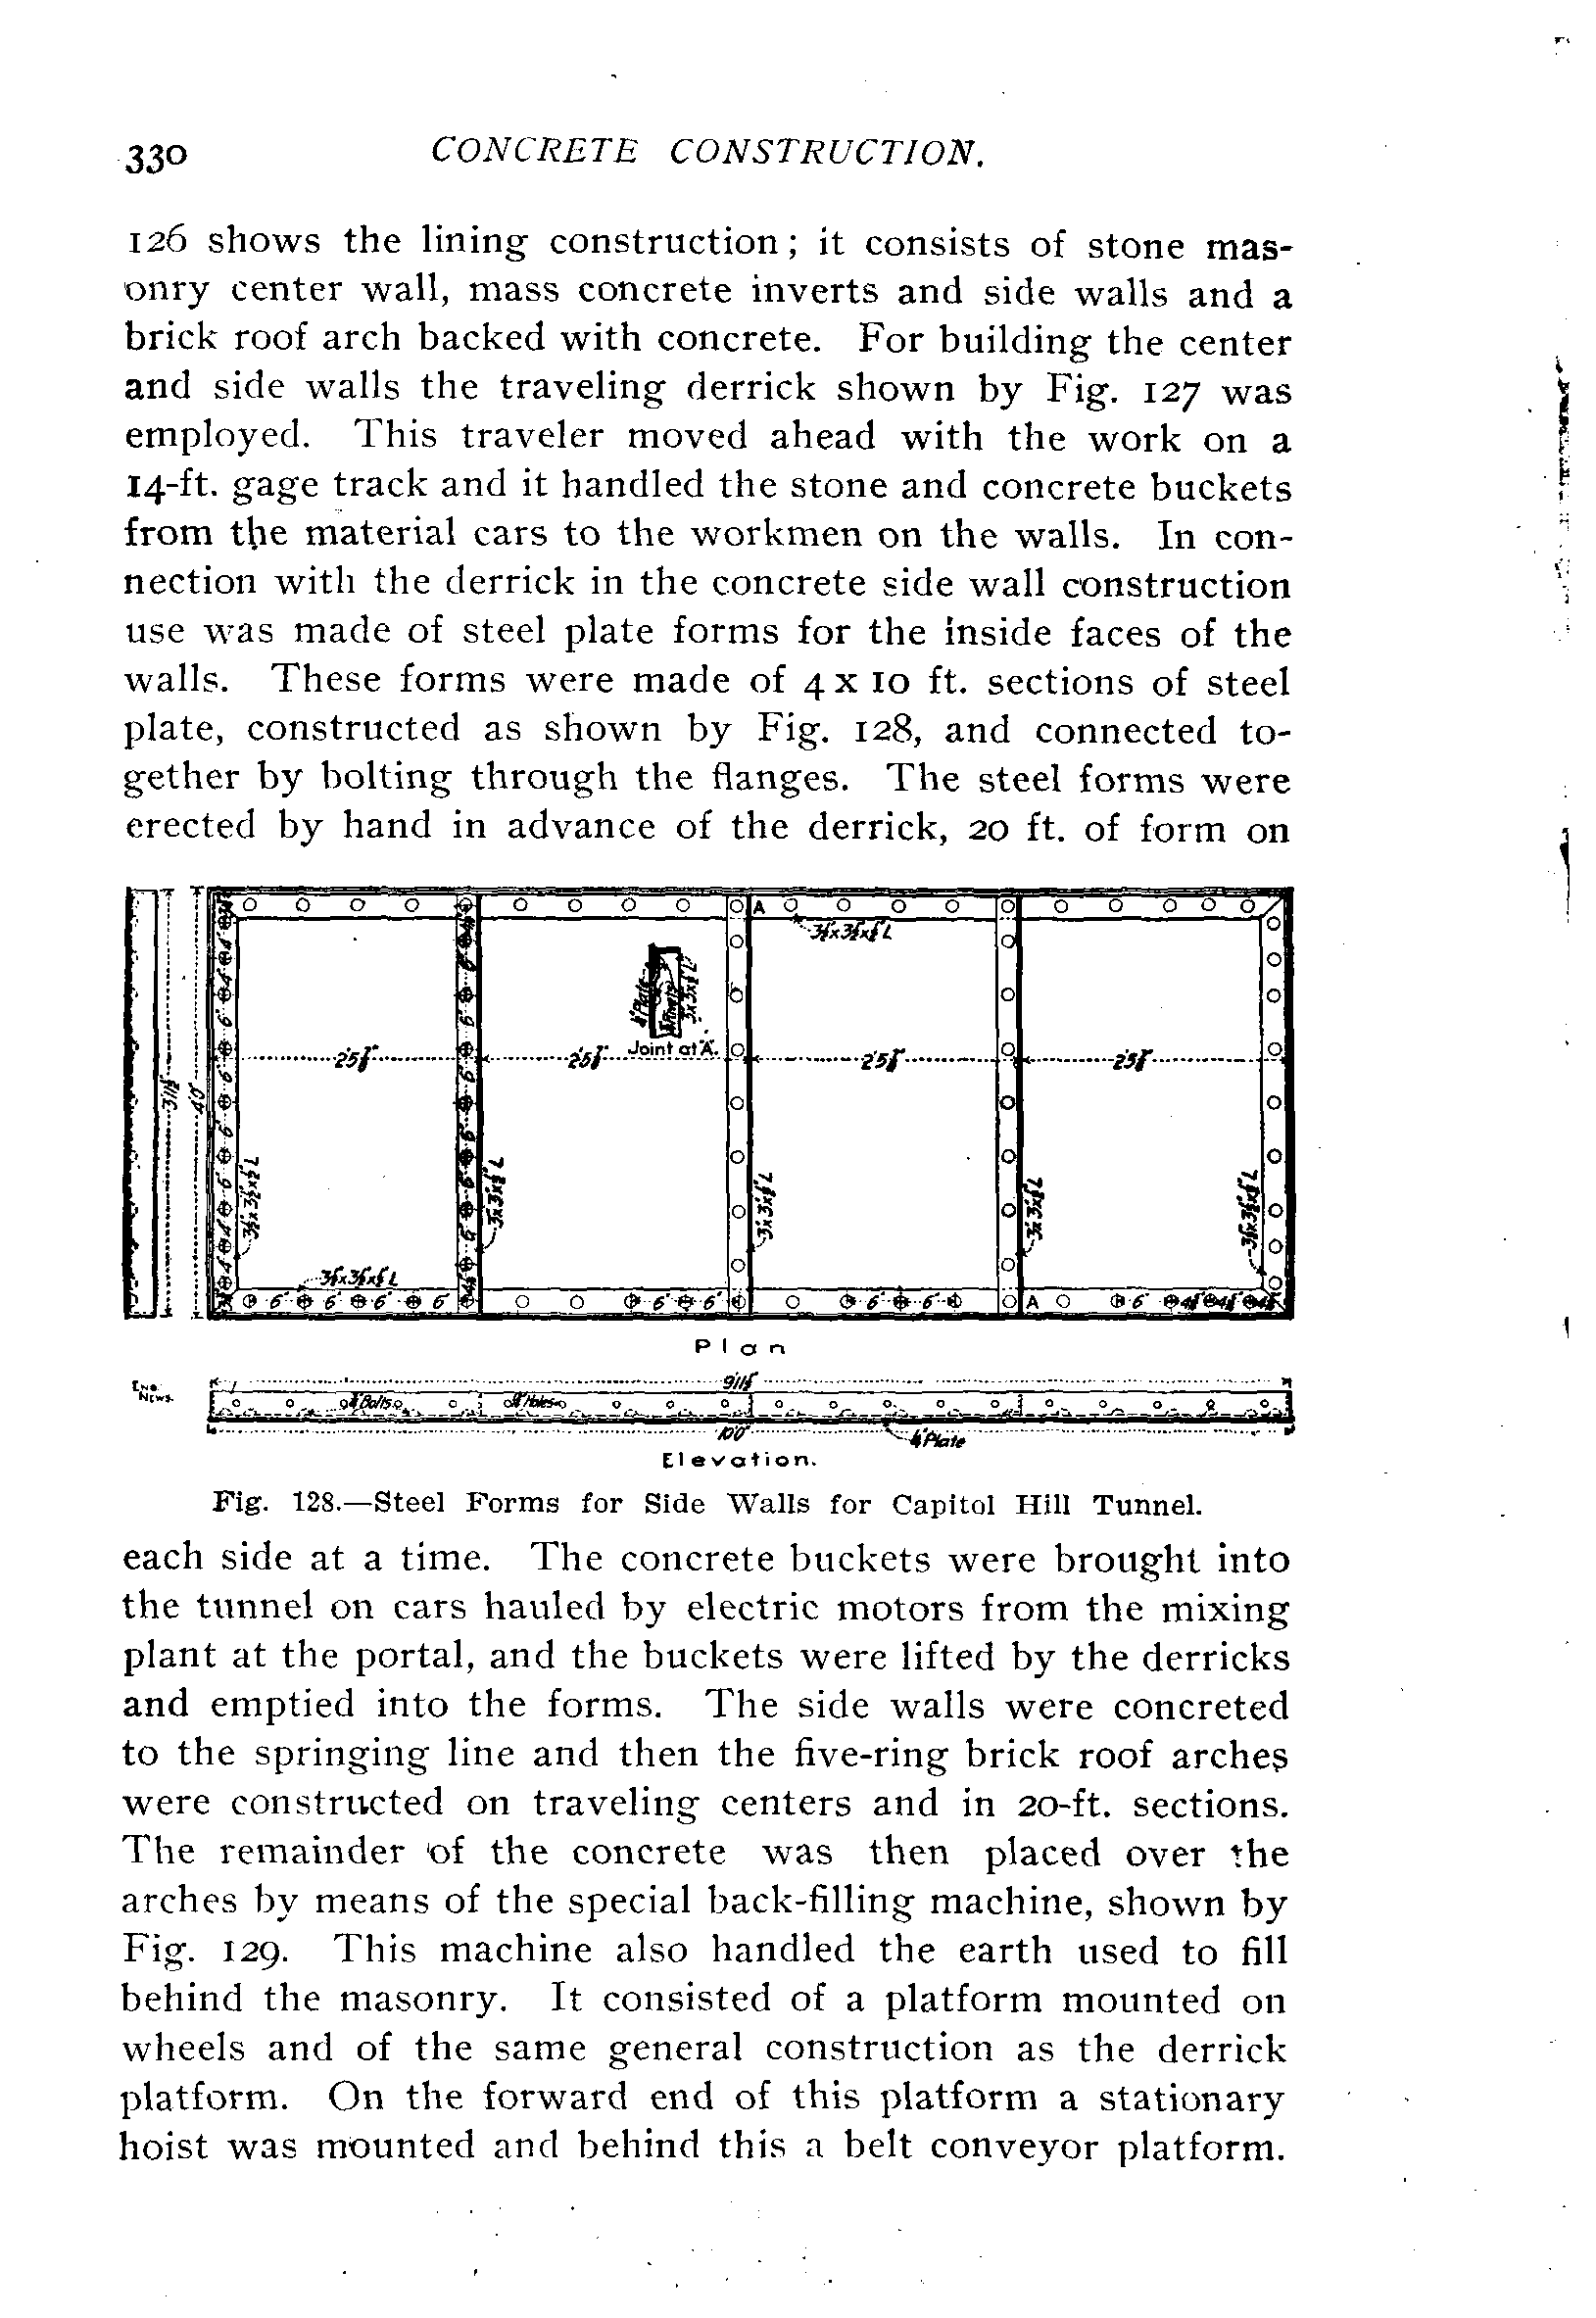 330 CONCRETE CONSTRUCTION.
126 shows the lining construction; it consists of stone mas-
onry center wall, mass concrete inverts and side walls and a
brick roof arch backed with concrete. For building the center
and side walls the traveling derrick shown by Fig. 127 was
employed. This traveler moved ahead with the work on a
14-ft. gage track and it handled the stone and concrete buckets
from the material cars to the workmen on the walls. In con-
nection with the derrick in the concrete side wall construction
use was made of steel plate forms for the inside faces of the
walls. These forms were made of 4 x 10 ft. sections of steel
plate, constructed as shown by Fig. 128, and connected to-
gether by bolting through the flanges. The steel forms were
erected by hand in advance of the derrick, 20 ft. of form on
A
Joint at "A".
A
Plan
Eng.
News.
Bolts
Holes
10'0"
Plate
Elevation.
Fig. 128.—Steel Forms for Side Walls for Capitol Hill Tunnel.
each side at a time. The concrete buckets were brought into
the tunnel on cars hauled by electric motors from the mixing
plant at the portal, and the buckets were lifted by the derricks
and emptied into the forms. The side walls were concreted
to the springing line and then the five-ring brick roof arches
were constructed on traveling centers and in 20-ft. sections.
The remainder of the concrete was then placed over the
arches by means of the special back-filling machine, shown by
Fig. 129. This machine also handled the earth used to fill
behind the masonry. It consisted of a platform mounted on
wheels and of the same general construction as the derrick
platform. On the forward end of this platform a stationary
hoist was mounted and behind this a belt conveyor platform.